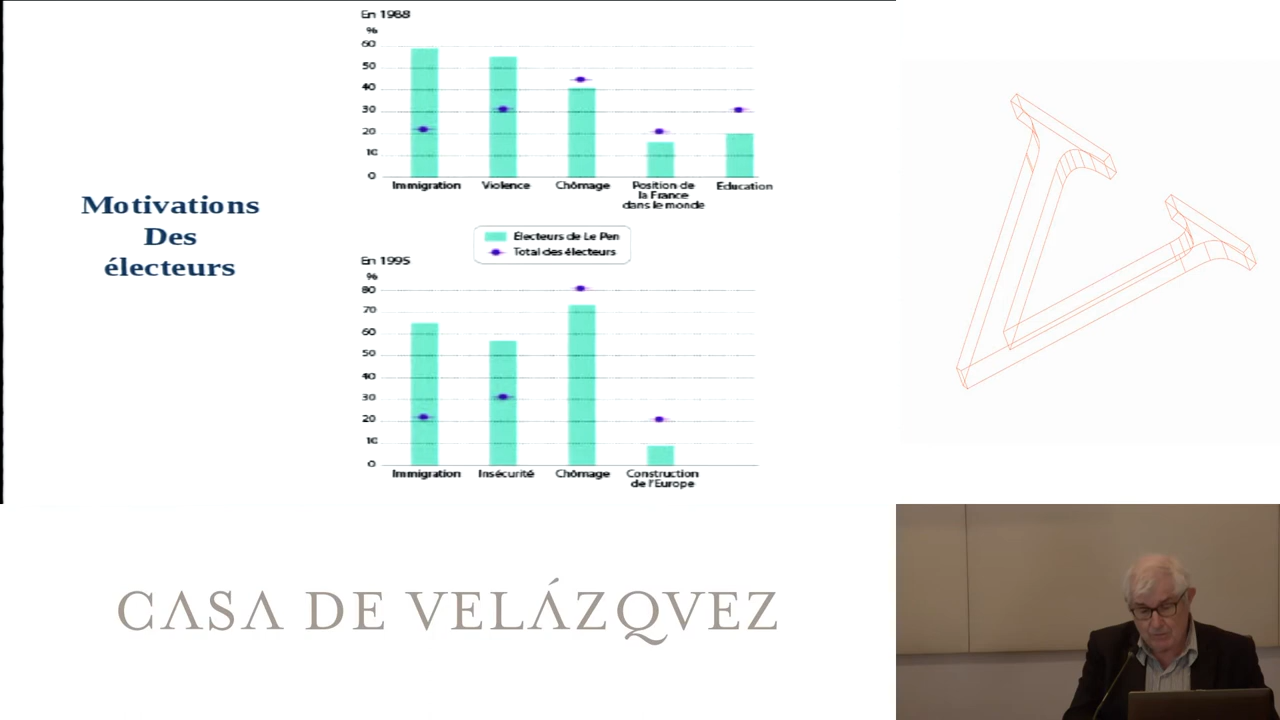 Motivations
Des
électeurs
En 1988
%
60
50
40
30
20
10
0
Immigration
Violence
Chômage
Position de
la France
dans le monde
Education
Électeurs de Le Pen
Total des électeurs
En 1995
%
80
70
60
50
40
30
20
10
0
Immigration
Insécurité
Chômage
Construction
de l'Europe
CASA DE VELÁZQVEZ